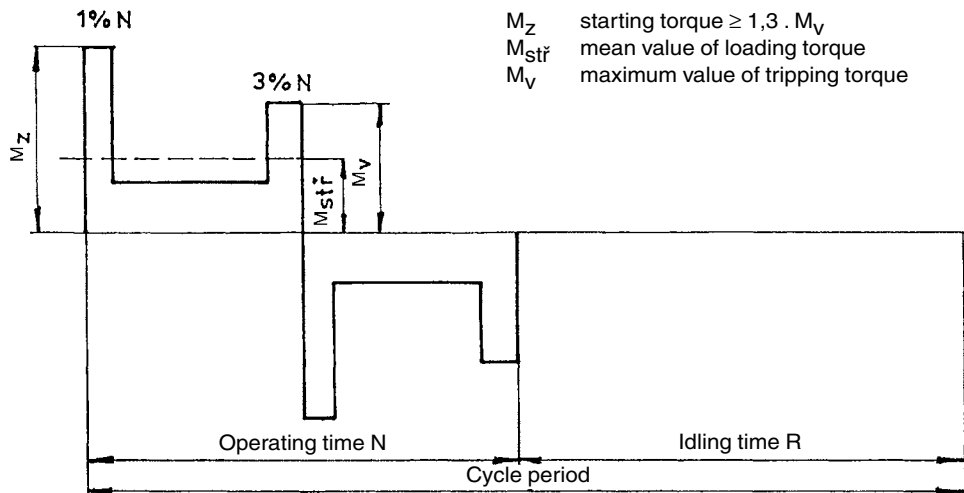 1% N
M_Z starting torque ≥ 1,3 . M_V
M_stř mean value of loading torque
M_V maximum value of tripping torque
3% N
M_Z
M_stř
M_V
Operating time N
Idling time R
Cycle period